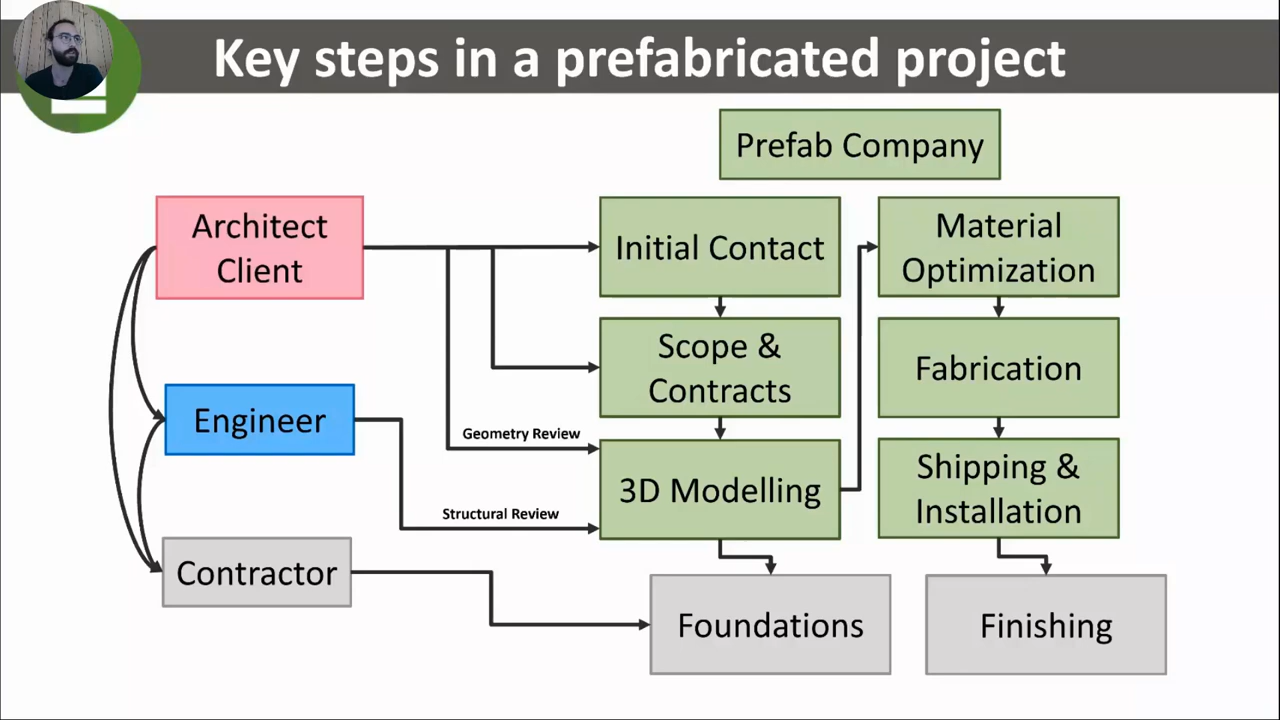 Key steps in a prefabricated project
Prefab Company
Architect
Client
Initial Contact
Material
Optimization
Scope &
Contracts
Fabrication
Engineer
Geometry Review
3D Modelling
Shipping &
Installation
Structural Review
Contractor
Foundations
Finishing